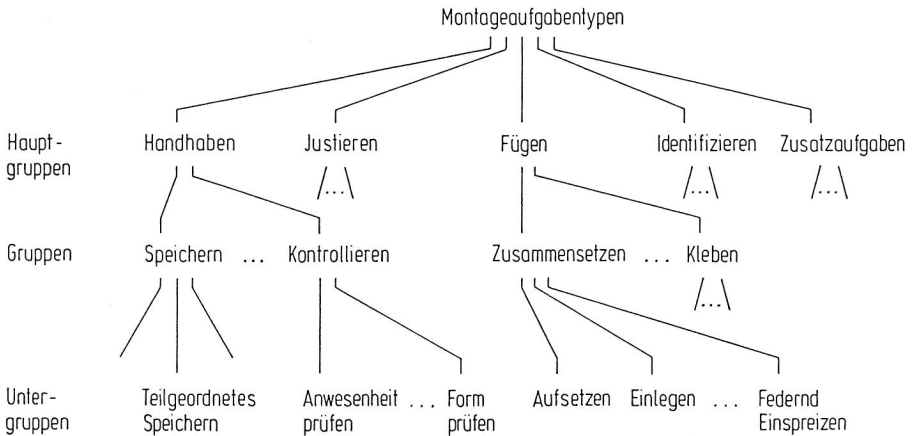 Montageaufgabentypen
Haupt-
gruppen
Handhaben Justieren Fügen Identifizieren Zusatzaufgaben
... ... ...
Gruppen Speichern ... Kontrollieren Zusammensetzen ... Kleben
...
Unter-
gruppen
Teilgeordnetes
Speichern
Anwesenheit
prüfen
...
Form
prüfen
Aufsetzen Einlegen ...
Federnd
Einspreizen